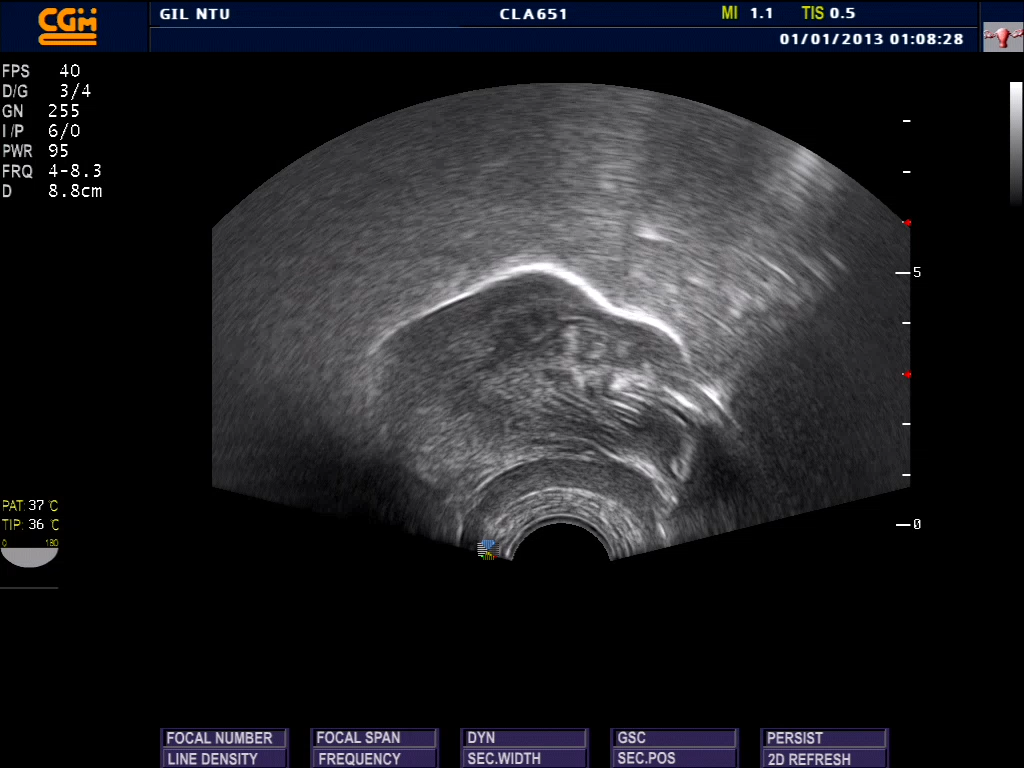 CGM
GIL NTU CLA651 MI 1.1 TIS 0.5
01/01/2013 01:08:28
FPS 40
D/G 3/4
GN 255
I/P 6/0
PWR 95
FRQ 4-8.3
D 8.8cm
5
PAT: 37 °C
TIP: 36 °C
0 180
0
FOCAL NUMBER FOCAL SPAN DYN GSC PERSIST
LINE DENSITY FREQUENCY SEC.WIDTH SEC.POS 2D REFRESH